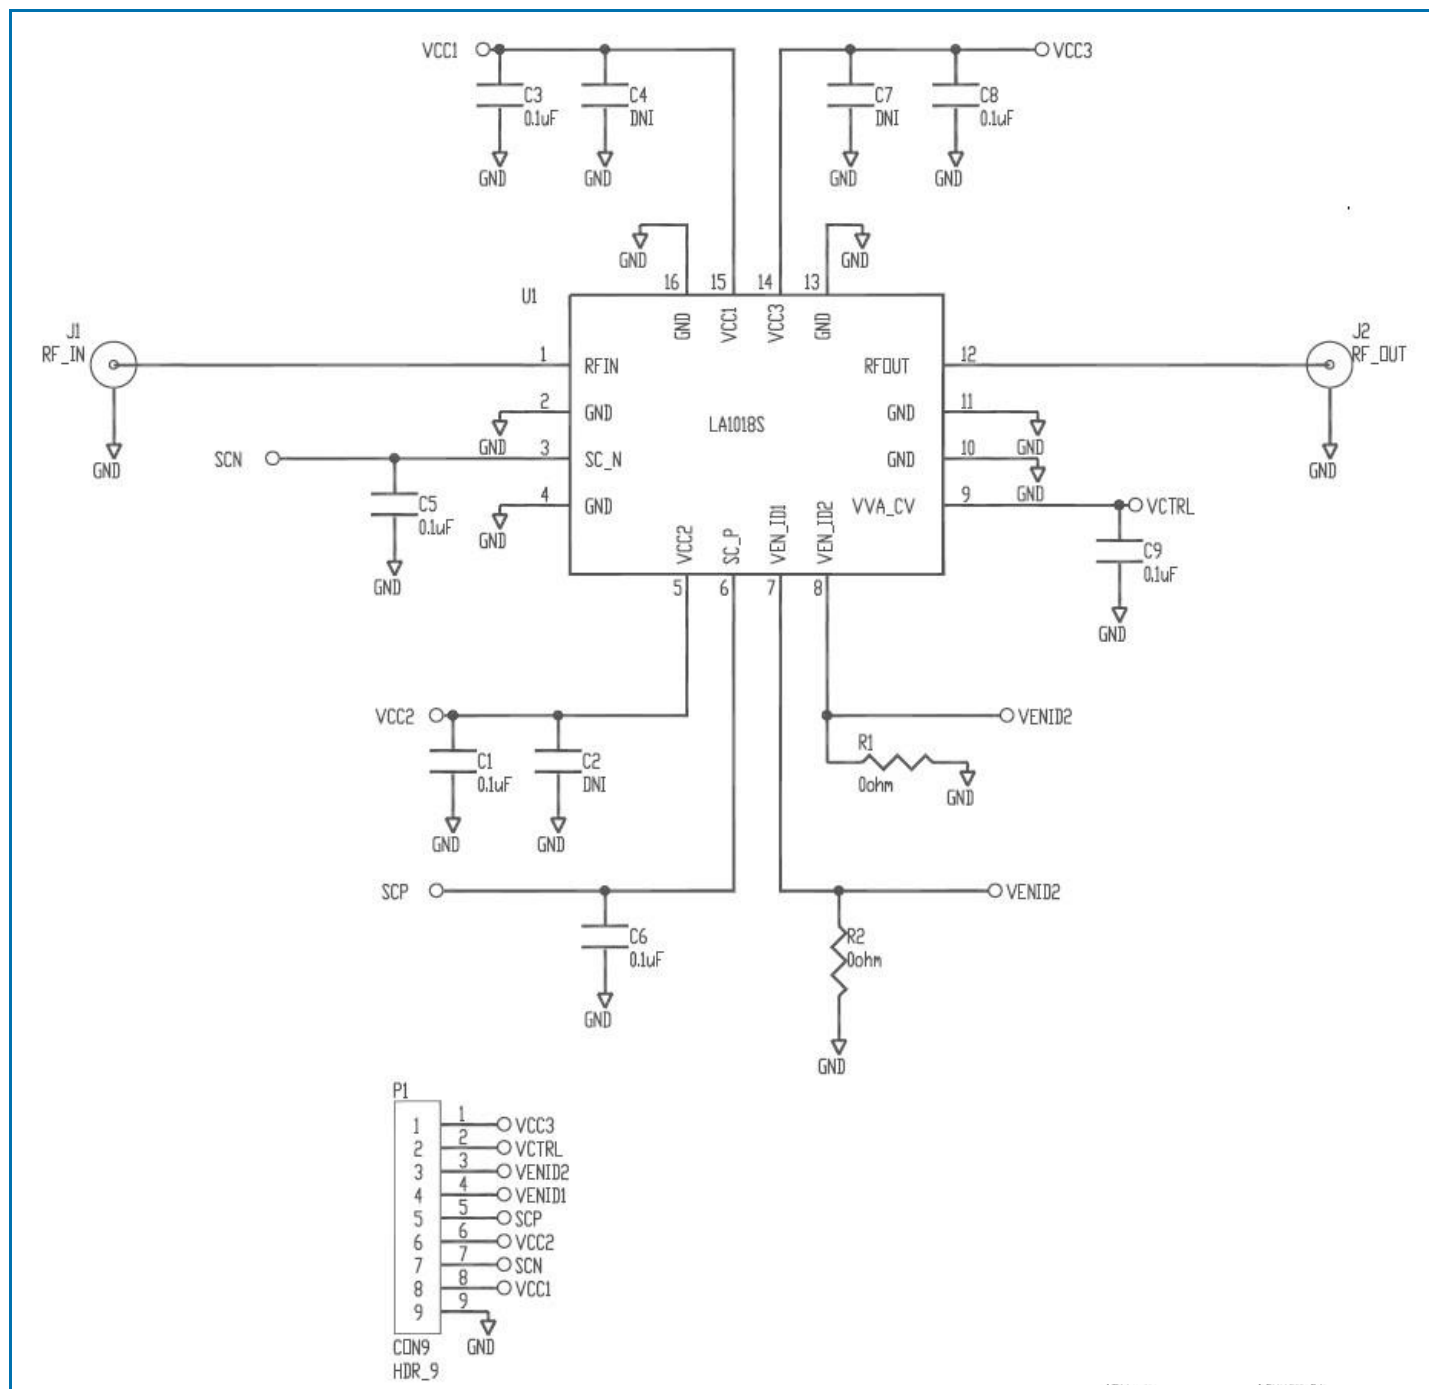 VCC1
VCC3
C3
0.1uF
C4
DNI
C7
DNI
C8
0.1uF
GND
GND
GND
GND
GND
GND
16
15
14
13
U1
GND
VCC1
VCC3
GND
J1
RF_IN
1
RFIN
RFOUT
12
J2
RF_OUT
2
GND
GND
11
LA1018S
GND
GND
SCN
3
SC_N
GND
10
GND
GND
GND
4
GND
VVA_CV
9
GND
VCTRL
C5
0.1uF
GND
VCC2
SC_P
VEN_ID1
VEN_ID2
C9
0.1uF
GND
5
6
7
8
GND
VCC2
VENID2
R1
0ohm
GND
C1
0.1uF
C2
DNI
GND
GND
SCP
VENID2
C6
0.1uF
R2
0ohm
GND
GND
P1
1 1 VCC3
2 2 VCTRL
3 3 VENID2
4 4 VENID1
5 5 SCP
6 6 VCC2
7 7 SCN
8 8 VCC1
9 9
CON9
GND
HDR_9